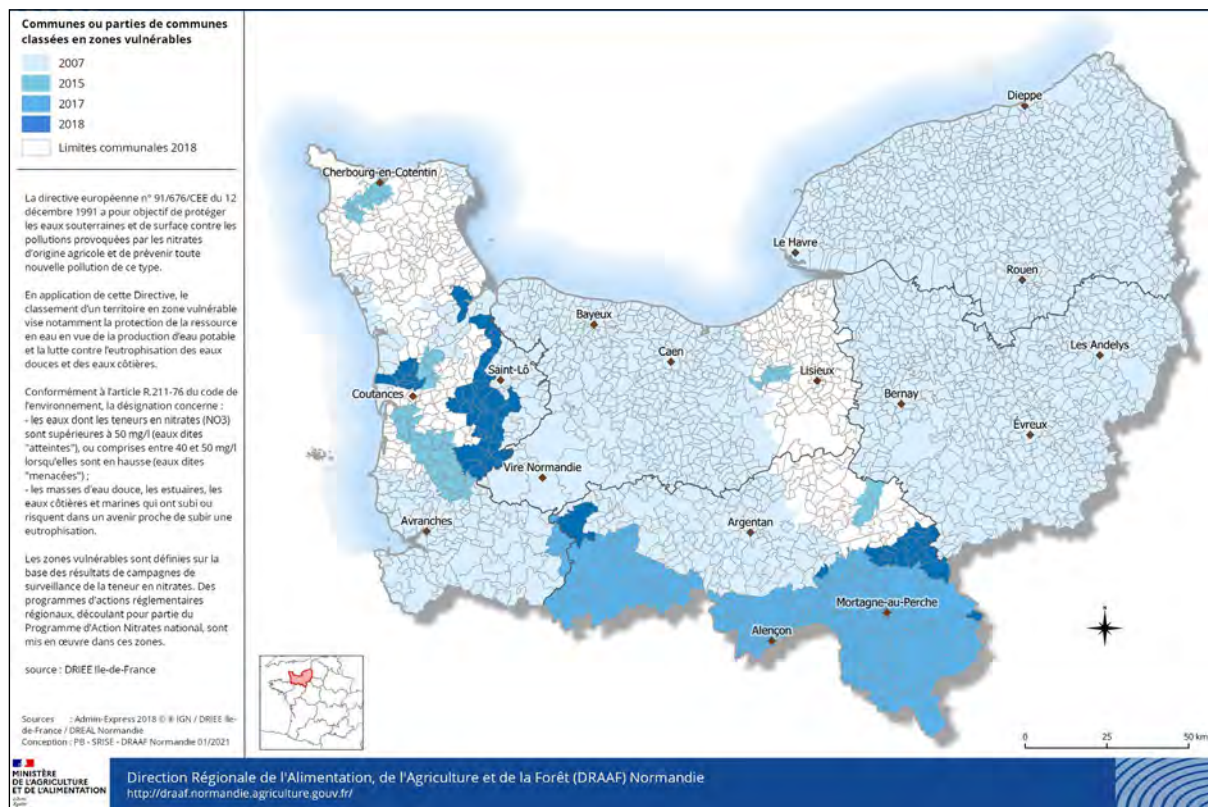 Communes ou parties de communes
classées en zones vulnérables
2007
2015
2017
2018
Limites communales 2018
La directive européenne n° 91/676/CEE du 12
décembre 1991 a pour objectif de protéger
les eaux souterraines et de surface contre les
pollutions provoquées par les nitrates
d'origine agricole et de prévenir toute
nouvelle pollution de ce type.
En application de cette Directive, le
classement d'un territoire en zone vulnérable
vise notamment la protection de la ressource
en eau en vue de la production d'eau potable
et la lutte contre l'eutrophisation des eaux
douces et des eaux côtières.
Conformément à l'article R.211-76 du code de
l'environnement, la désignation concerne :
- les eaux dont les teneurs en nitrates (NO3)
sont supérieures à 50 mg/l (eaux dites
"atteintes"), ou comprises entre 40 et 50 mg/l
lorsqu'elles sont en hausse (eaux dites
"menacées") ;
- les masses d'eau douce, les estuaires, les
eaux côtières et marines qui ont subi ou
risquent dans un avenir proche de subir une
eutrophisation.
Les zones vulnérables sont définies sur la
base des résultats de campagnes de
surveillance de la teneur en nitrates. Des
programmes d'actions réglementaires
régionaux, découlant pour partie du
Programme d'Action Nitrates national, sont
mis en œuvre dans ces zones.
source : DRIEE Ile-de-France
Sources : Admin-Express 2018 © ® IGN / DRIEE Ile-
de-France / DREAL Normandie
Conception : PB - SRISE - DRAAF Normandie 01/2021
Dieppe
Cherbourg-en-Cotentin
Le Havre
Rouen
Bayeux
Caen
Les Andelys
Saint-Lô
Lisieux
Coutances
Bernay
Évreux
Vire Normandie
Avranches
Argentan
Mortagne-au-Perche
Alençon
0 25 50 km
MINISTÈRE
DE L'AGRICULTURE
ET DE L'ALIMENTATION
Direction Régionale de l'Alimentation, de l'Agriculture et de la Forêt (DRAAF) Normandie
http://draaf.normandie.agriculture.gouv.fr/